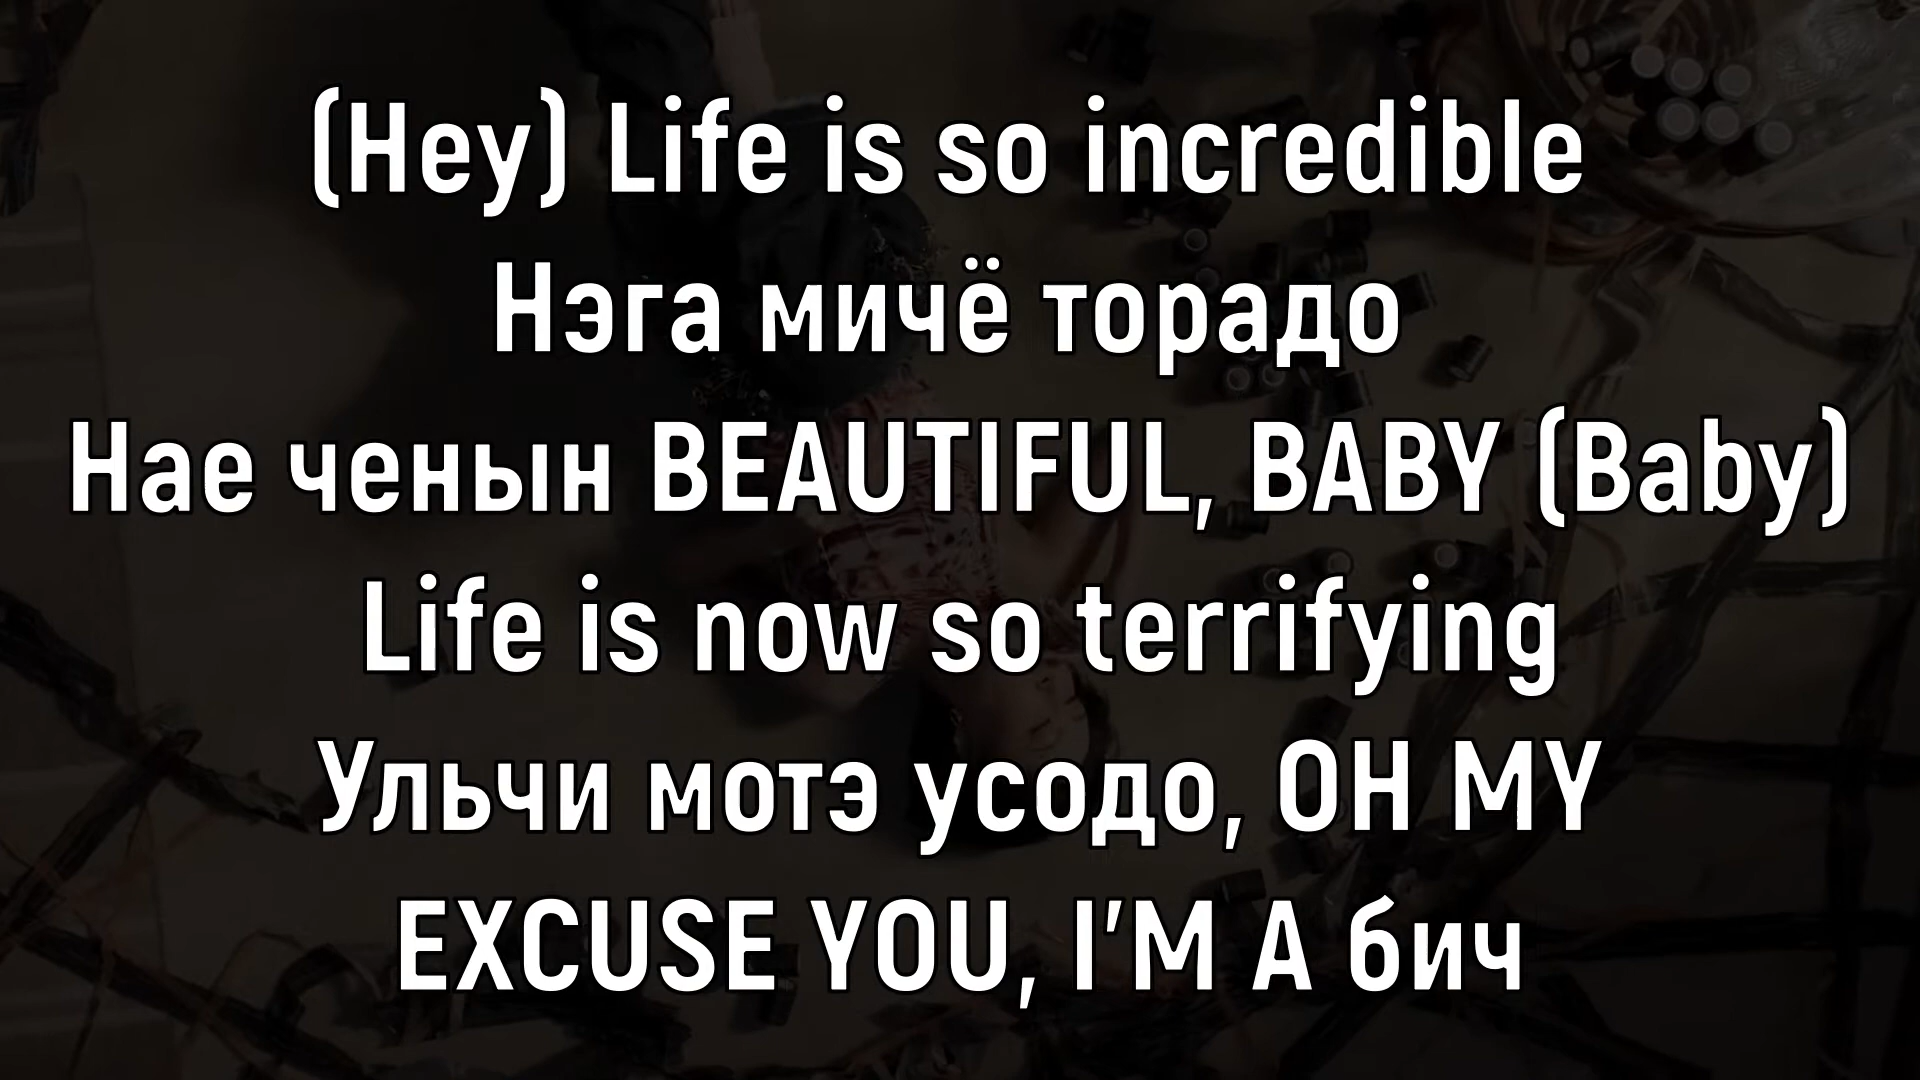 (Hey) Life is so incredible
Нэга мичё торадо
Нае ченын BEAUTIFUL, BABY (Baby)
Life is now so terrifying
Ульчи мотэ усодо, OH MY
EXCUSE YOU, I'M A бич